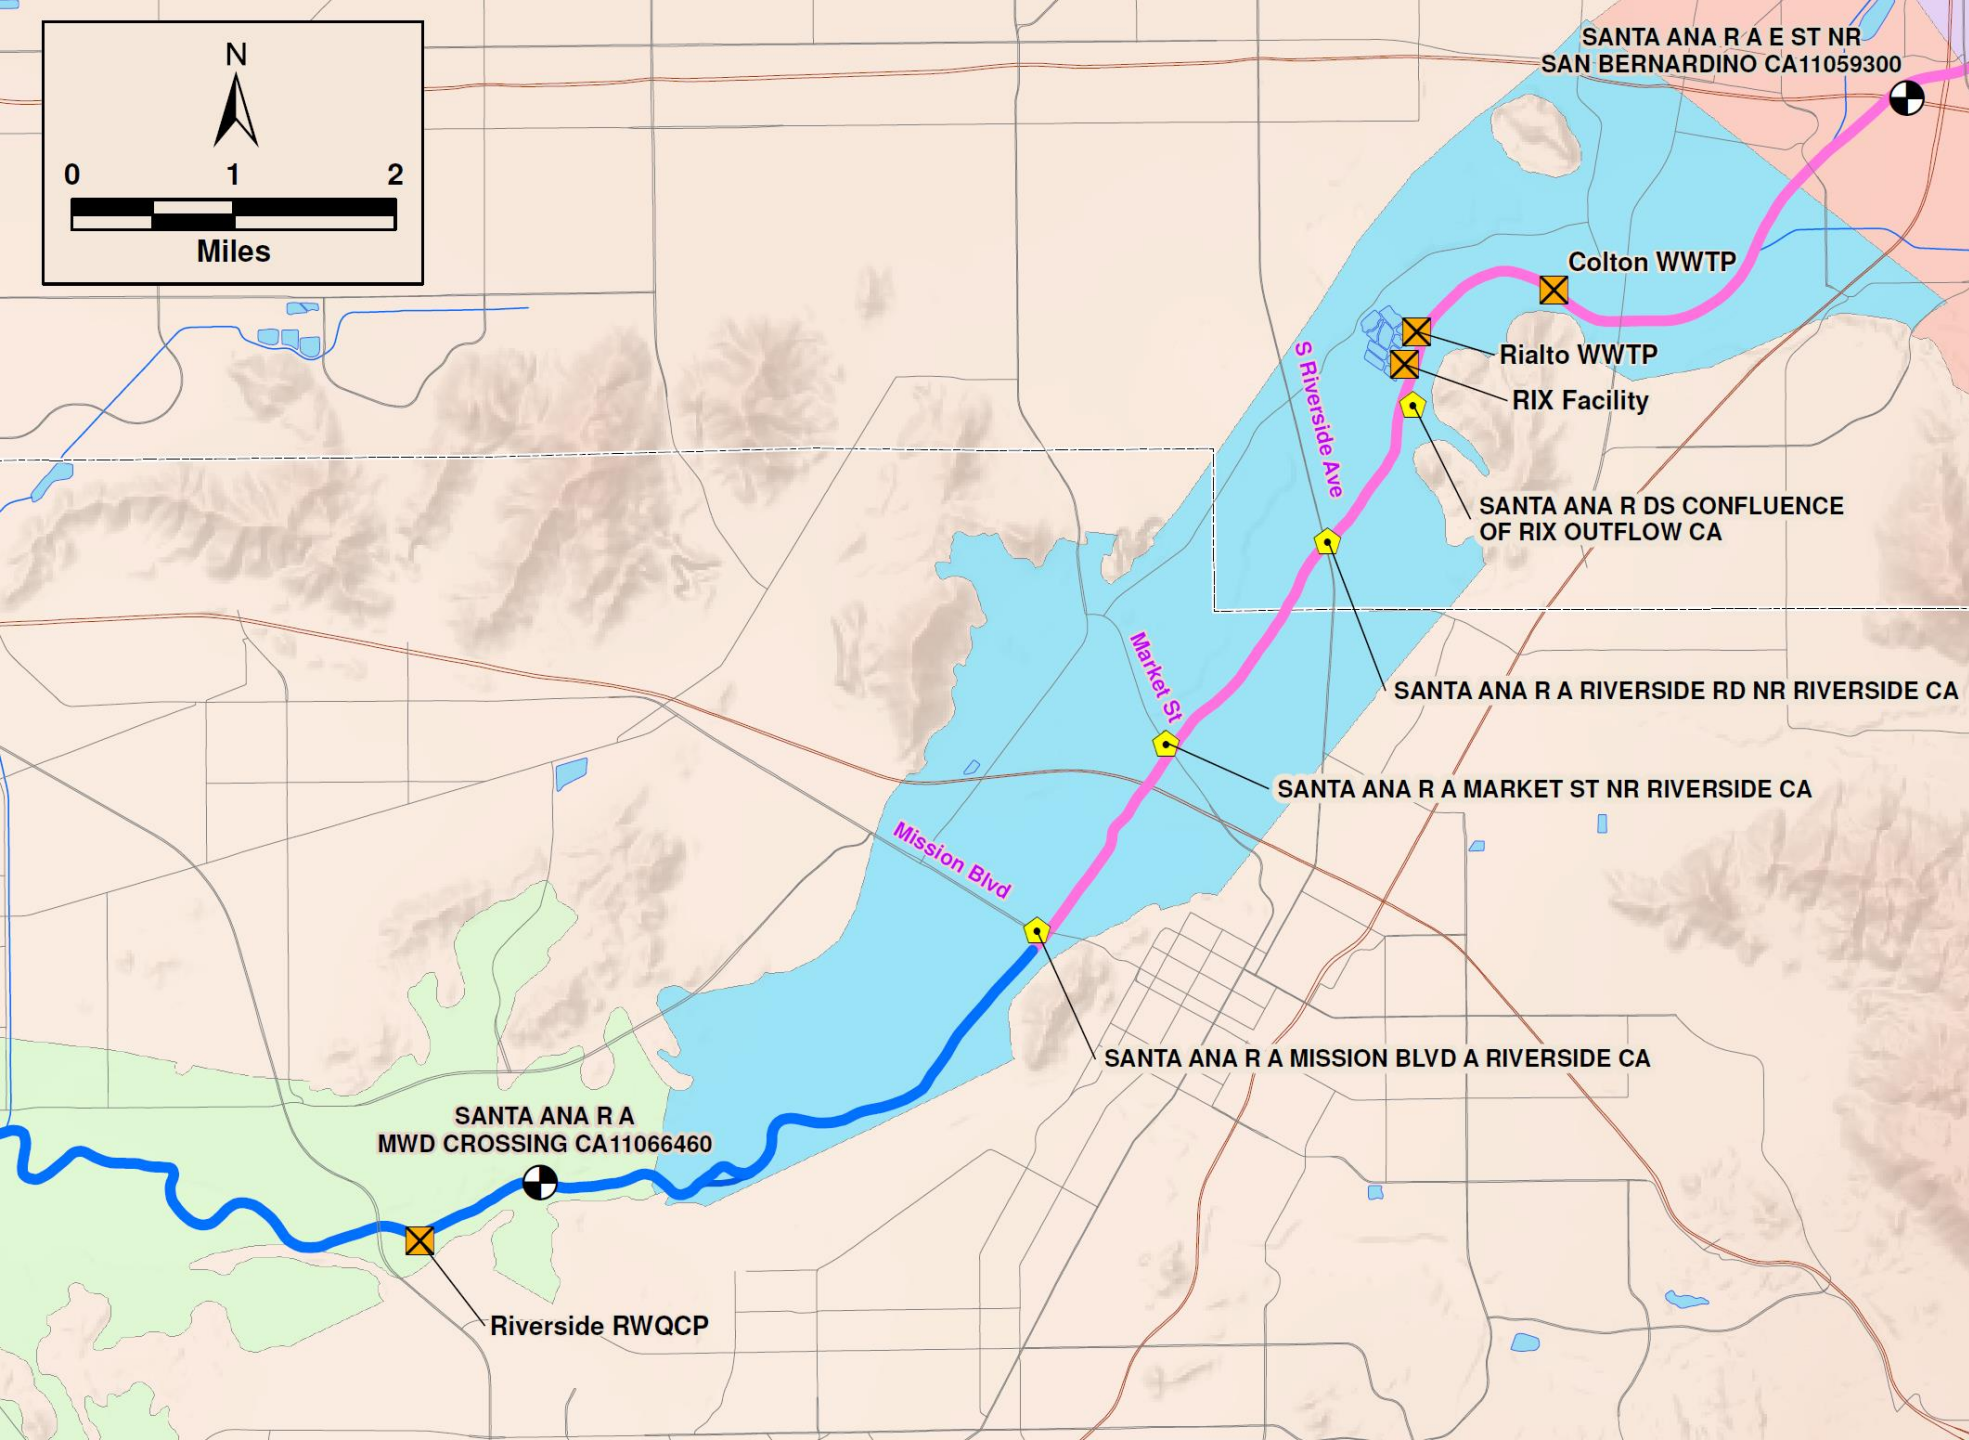 N
0 1 2
Miles
SANTA ANA R A E ST NR
SAN BERNARDINO CA11059300
Colton WWTP
Rialto WWTP
RIX Facility
S Riverside Ave
SANTA ANA R DS CONFLUENCE
OF RIX OUTFLOW CA
Market St
SANTA ANA R A RIVERSIDE RD NR RIVERSIDE CA
SANTA ANA R A MARKET ST NR RIVERSIDE CA
Mission Blvd
SANTA ANA R A MISSION BLVD A RIVERSIDE CA
SANTA ANA R A
MWD CROSSING CA11066460
Riverside RWQCP